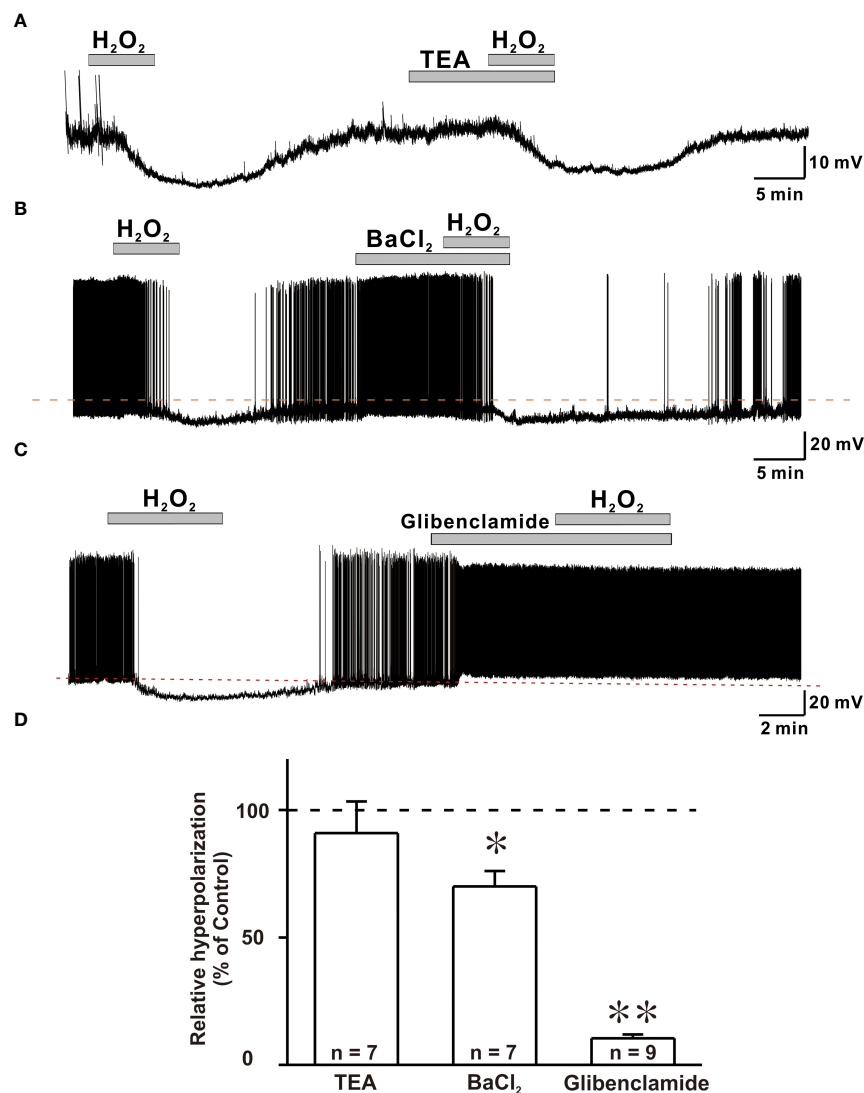 A
H₂O₂
H₂O₂
TEA
10 mV
5 min
B
H₂O₂
H₂O₂
BaCl₂
20 mV
5 min
C
H₂O₂
H₂O₂
Glibenclamide
20 mV
2 min
D
Relative hyperpolarization
(% of Control)
100
50
0
*
**
n = 7
n = 7
n = 9
TEA
BaCl₂
Glibenclamide